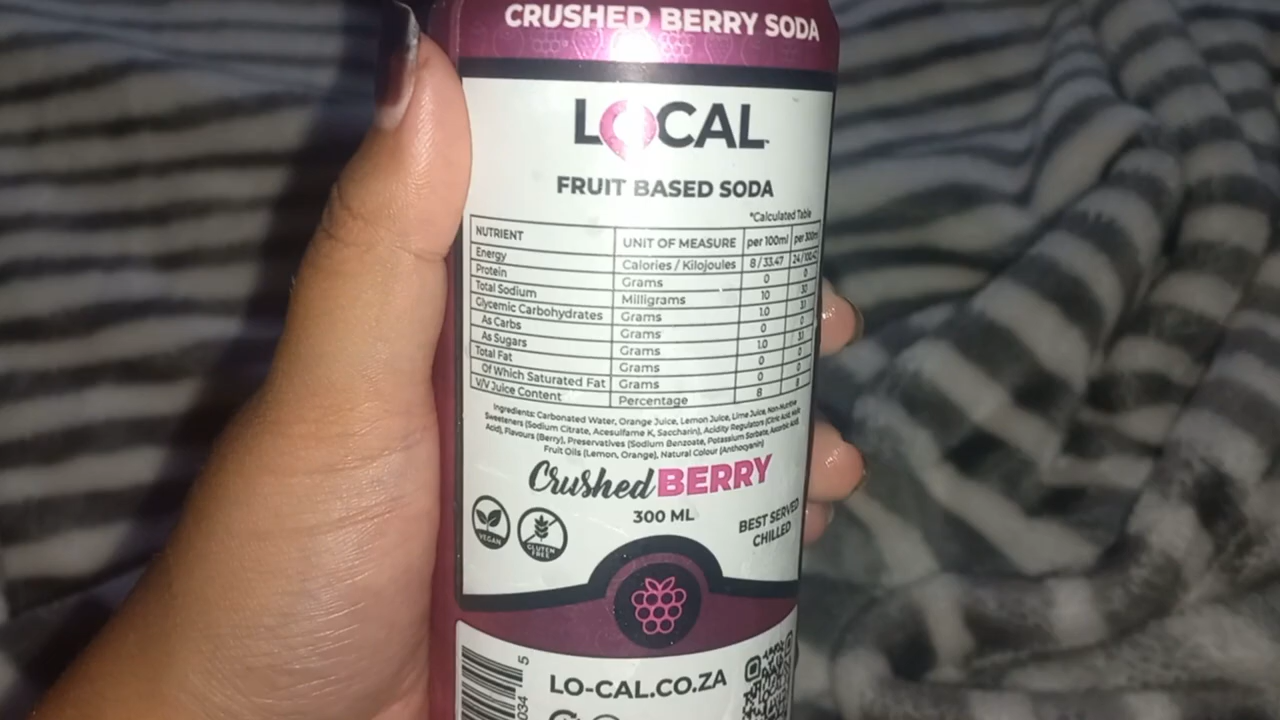 CRUSHED BERRY SODA
LOCAL
FRUIT BASED SODA
*Calculated Table
NUTRIENT UNIT OF MEASURE per 100ml per 300ml
Energy Calories / Kilojoules 8 / 33.47 24 /
Protein Grams 0 0
Total Sodium Milligrams 10 30
Glycemic Carbohydrates Grams 1.0 3.1
As Carbs Grams 0 0
As Sugars Grams 1.0 3.1
Total Fat Grams 0 0
Of Which Saturated Fat Grams 0 0
V/V Juice Content Percentage 8 8
Ingredients: Carbonated Water, Orange Juice, Lemon Juice, Lime Juice, Non-Nutritive
Sweeteners (Sodium Citrate, Acesulfame K, Saccharin), Acidity Regulators (Citric Acid, Malic
Acid), Flavours (Berry), Preservatives (Sodium Benzoate, Potassium Sorbate, Ascorbic Acid),
Fruit Oils (Lemon, Orange), Natural Colour (Anthocyanin)
Crushed BERRY
300 ML
BEST SERVED
CHILLED
VEGAN
GLUTEN
FREE
LO-CAL.CO.ZA
034 5